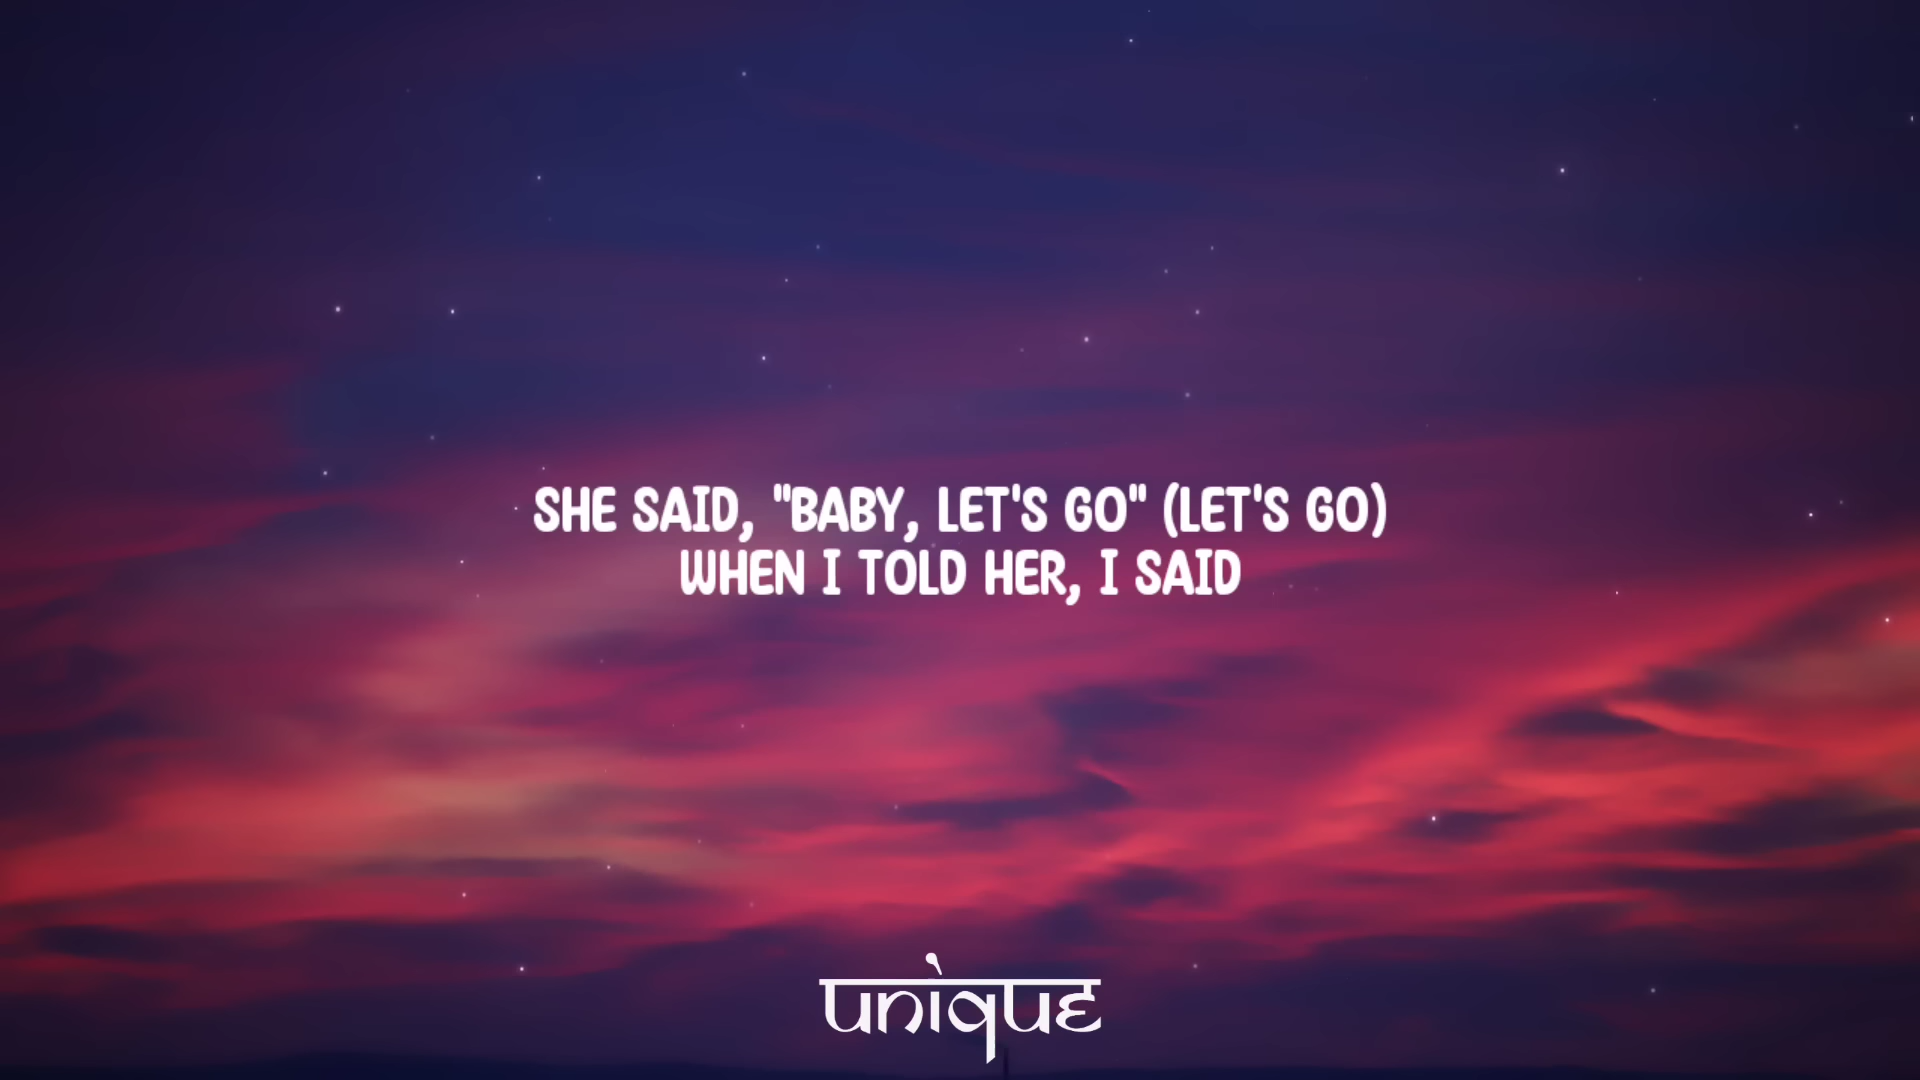 SHE SAID, "BABY, LET'S GO" (LET'S GO)
WHEN I TOLD HER, I SAID
unique